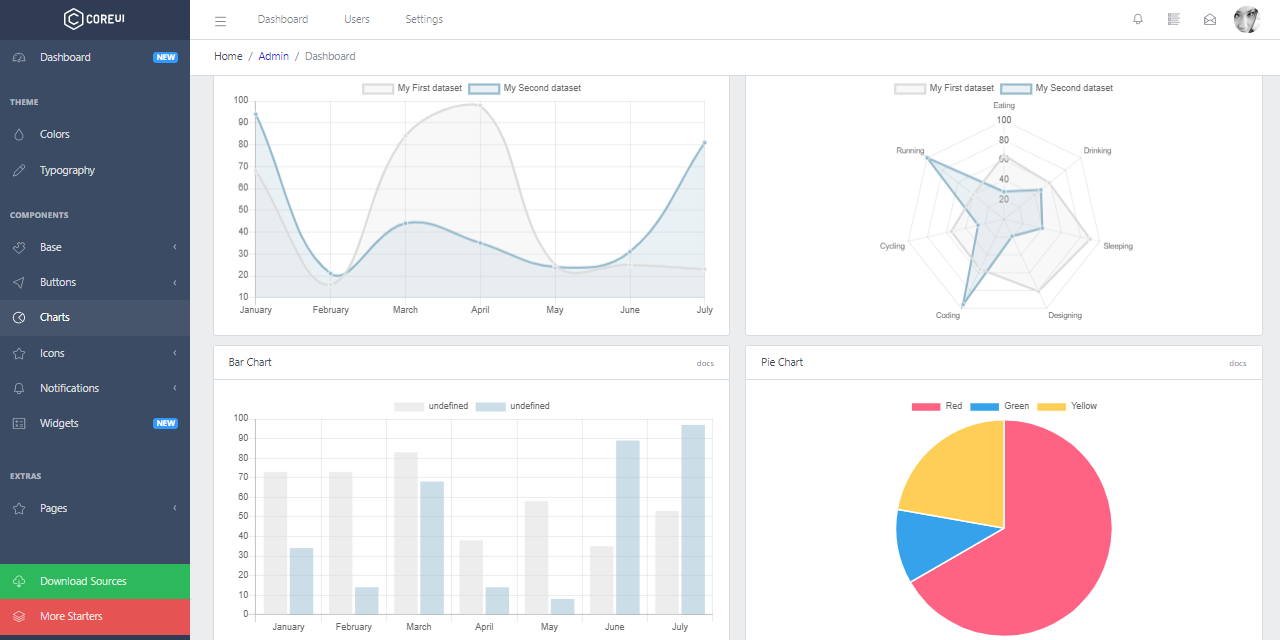 COREUI
Dashboard Users Settings
Home / Admin / Dashboard
Dashboard NEW
THEME
Colors
Typography
COMPONENTS
Base
Buttons
Charts
Icons
Notifications
Widgets NEW
EXTRAS
Pages
Download Sources
More Starters
My First dataset My Second dataset
100
90
80
70
60
50
40
30
20
10
January February March April May June July
My First dataset My Second dataset
Eating
100
80
60
40
20
Running
Drinking
Cycling
Sleeping
Coding
Designing
Bar Chart docs
undefined undefined
100
90
80
70
60
50
40
30
20
10
0
January February March April May June July
Pie Chart docs
Red Green Yellow